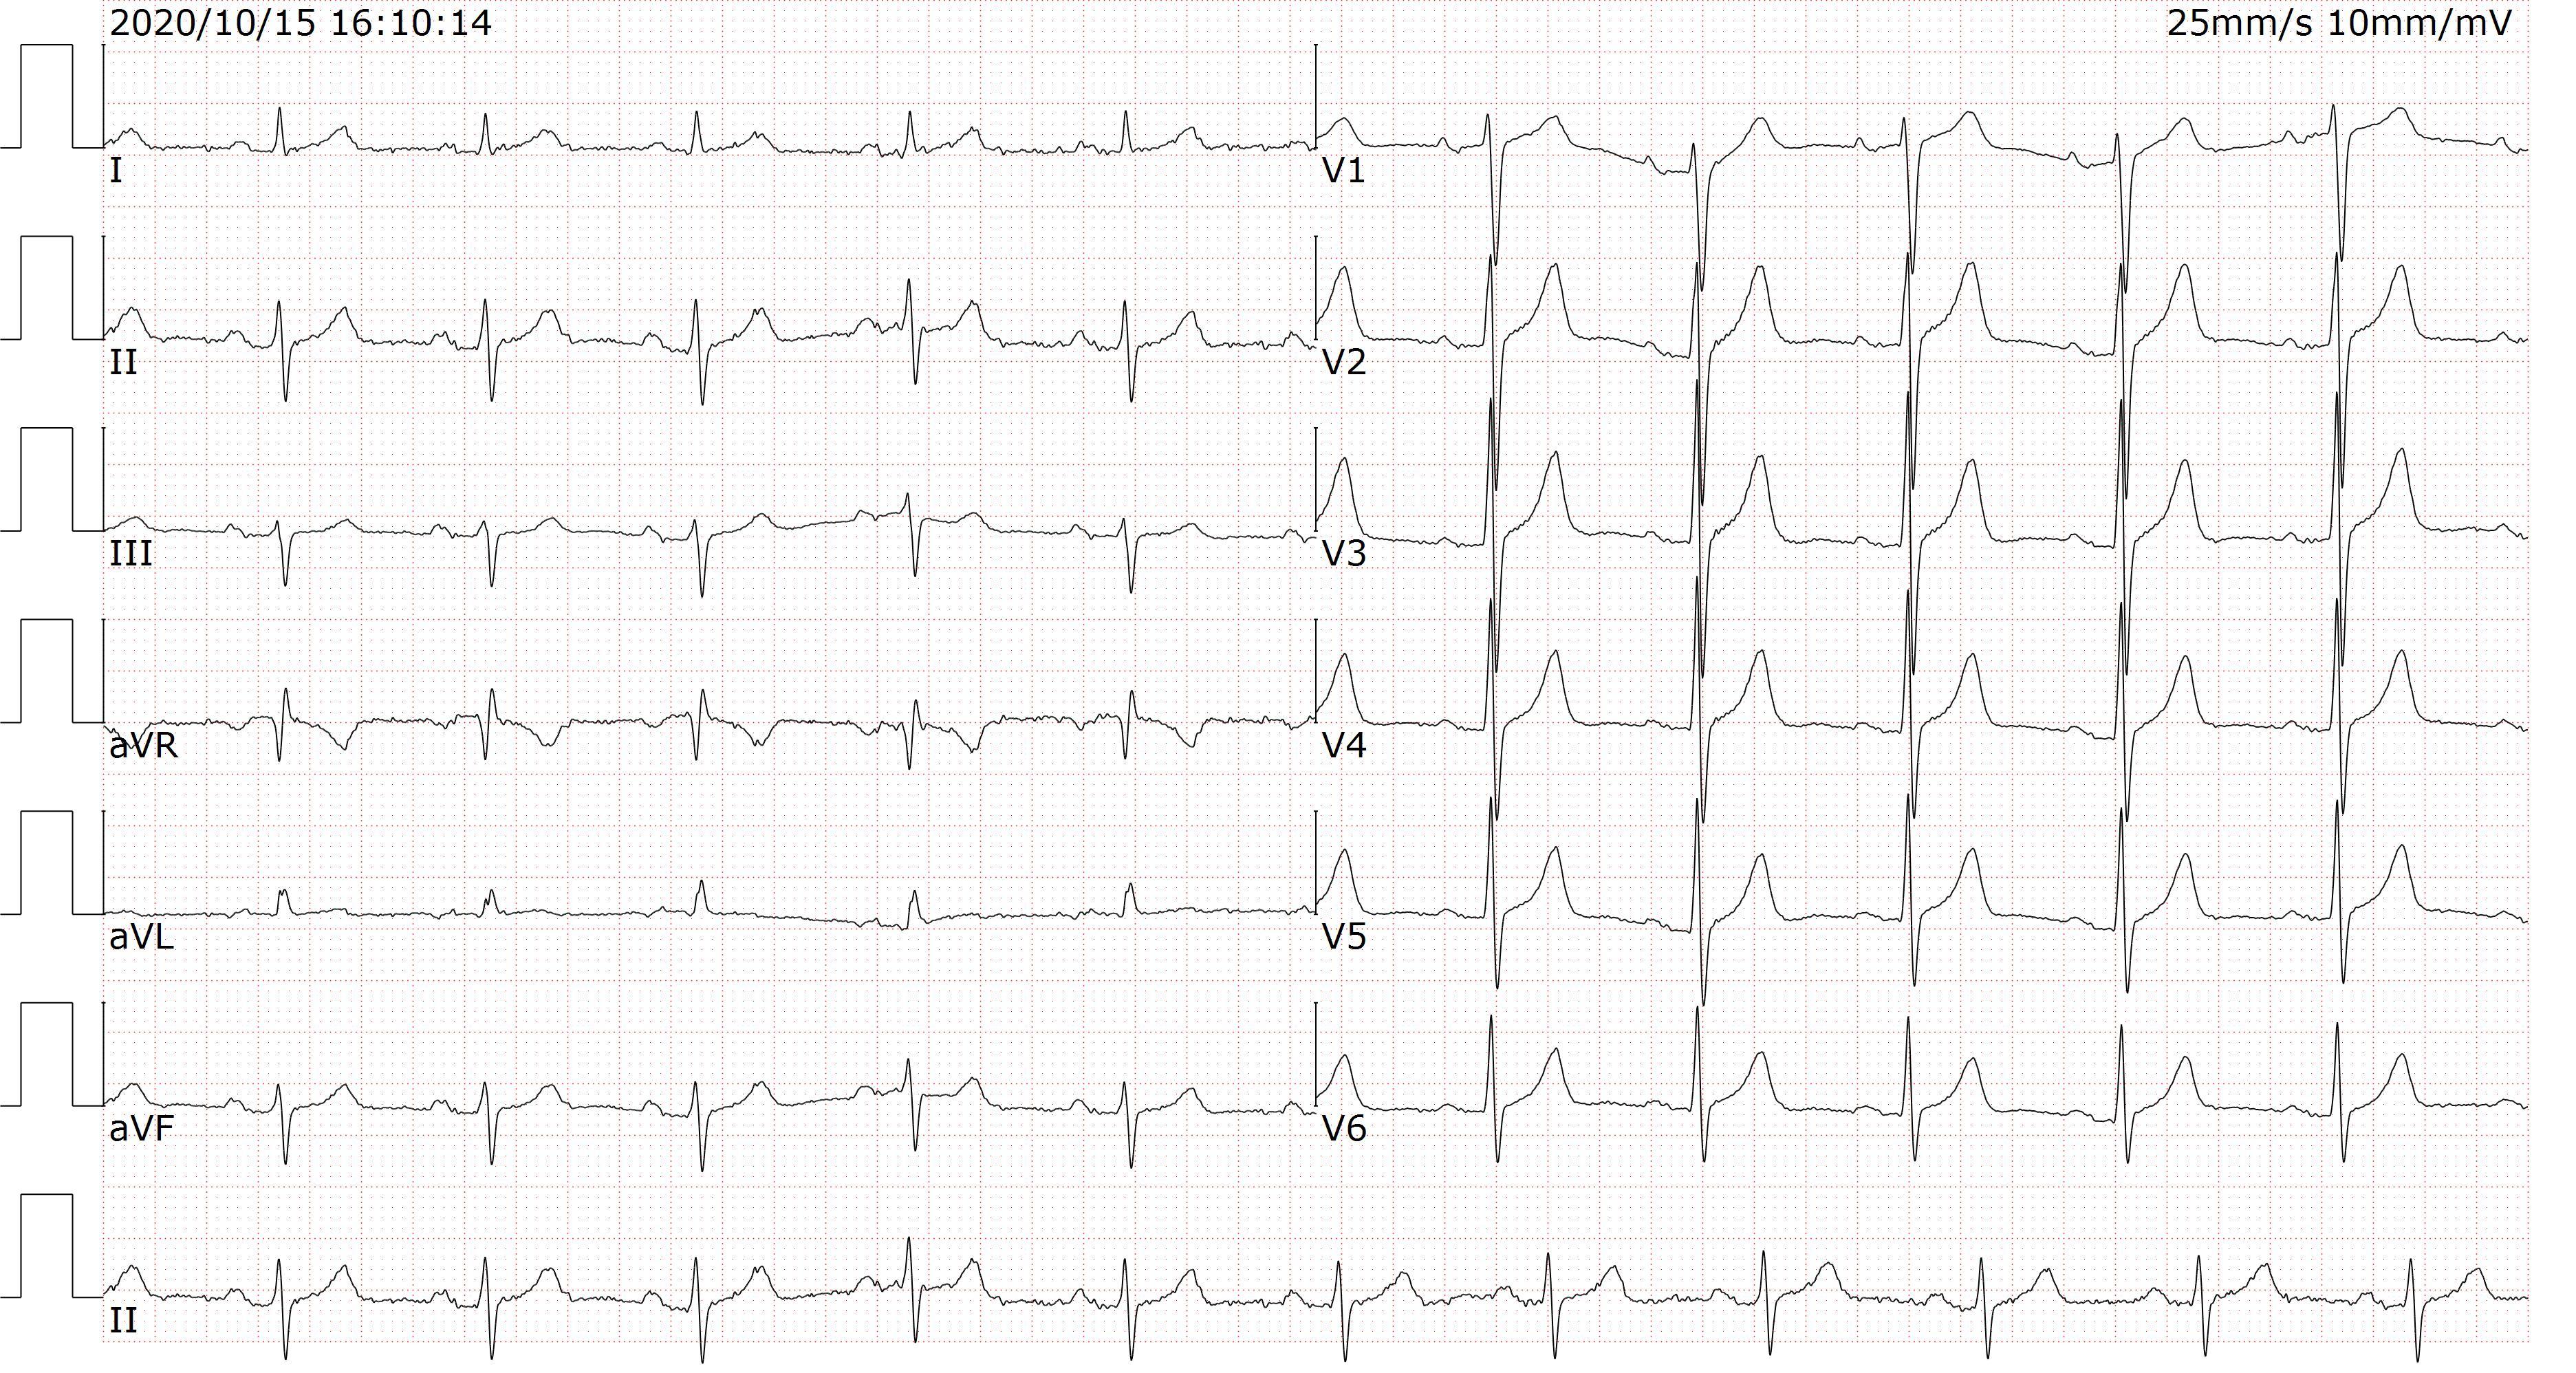 2020/10/15 16:10:14 25mm/s 10mm/mV
I V1
II V2
III V3
aVR V4
aVL V5
aVF V6
II